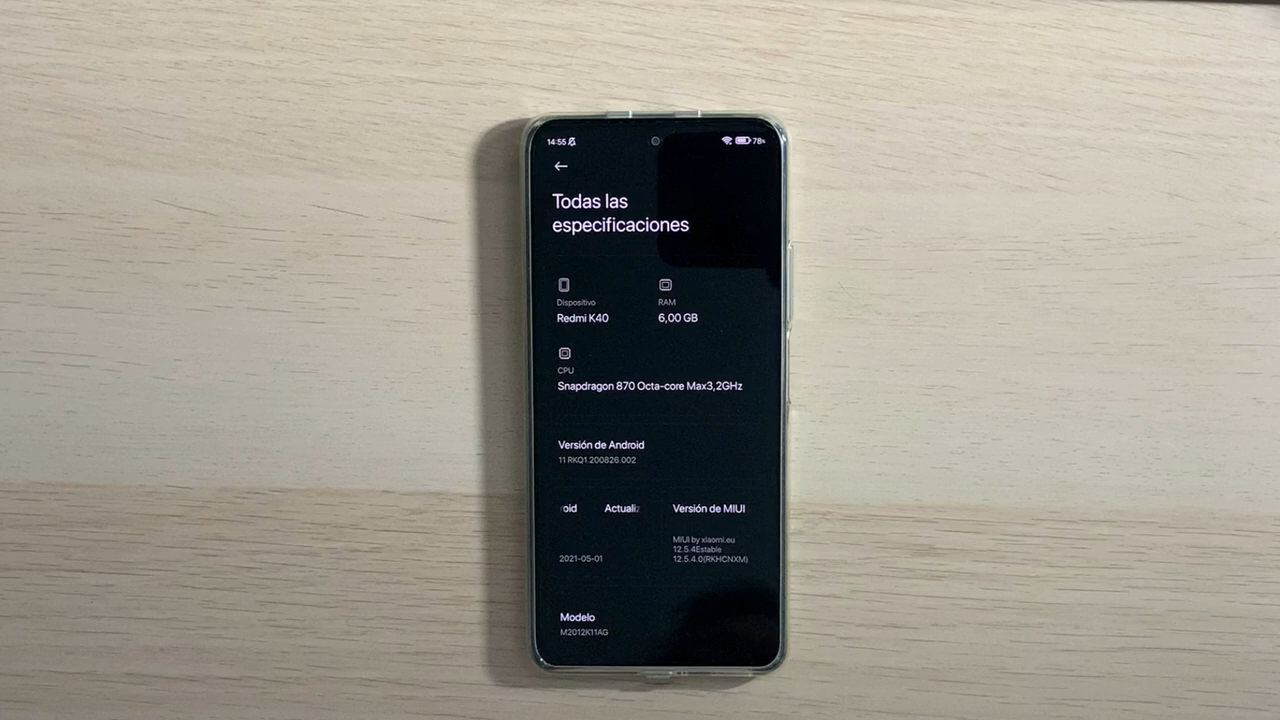 14:55 78%
Todas las
especificaciones
Dispositivo
Redmi K40
RAM
6,00 GB
CPU
Snapdragon 870 Octa-core Max3,2GHz
Versión de Android
11 RKQ1.200826.002
oid Actuali
2021-05-01
Versión de MIUI
MIUI by xiaomi.eu
12.5.4Estable
12.5.4.0(RKHCNXM)
Modelo
M2012K11AG